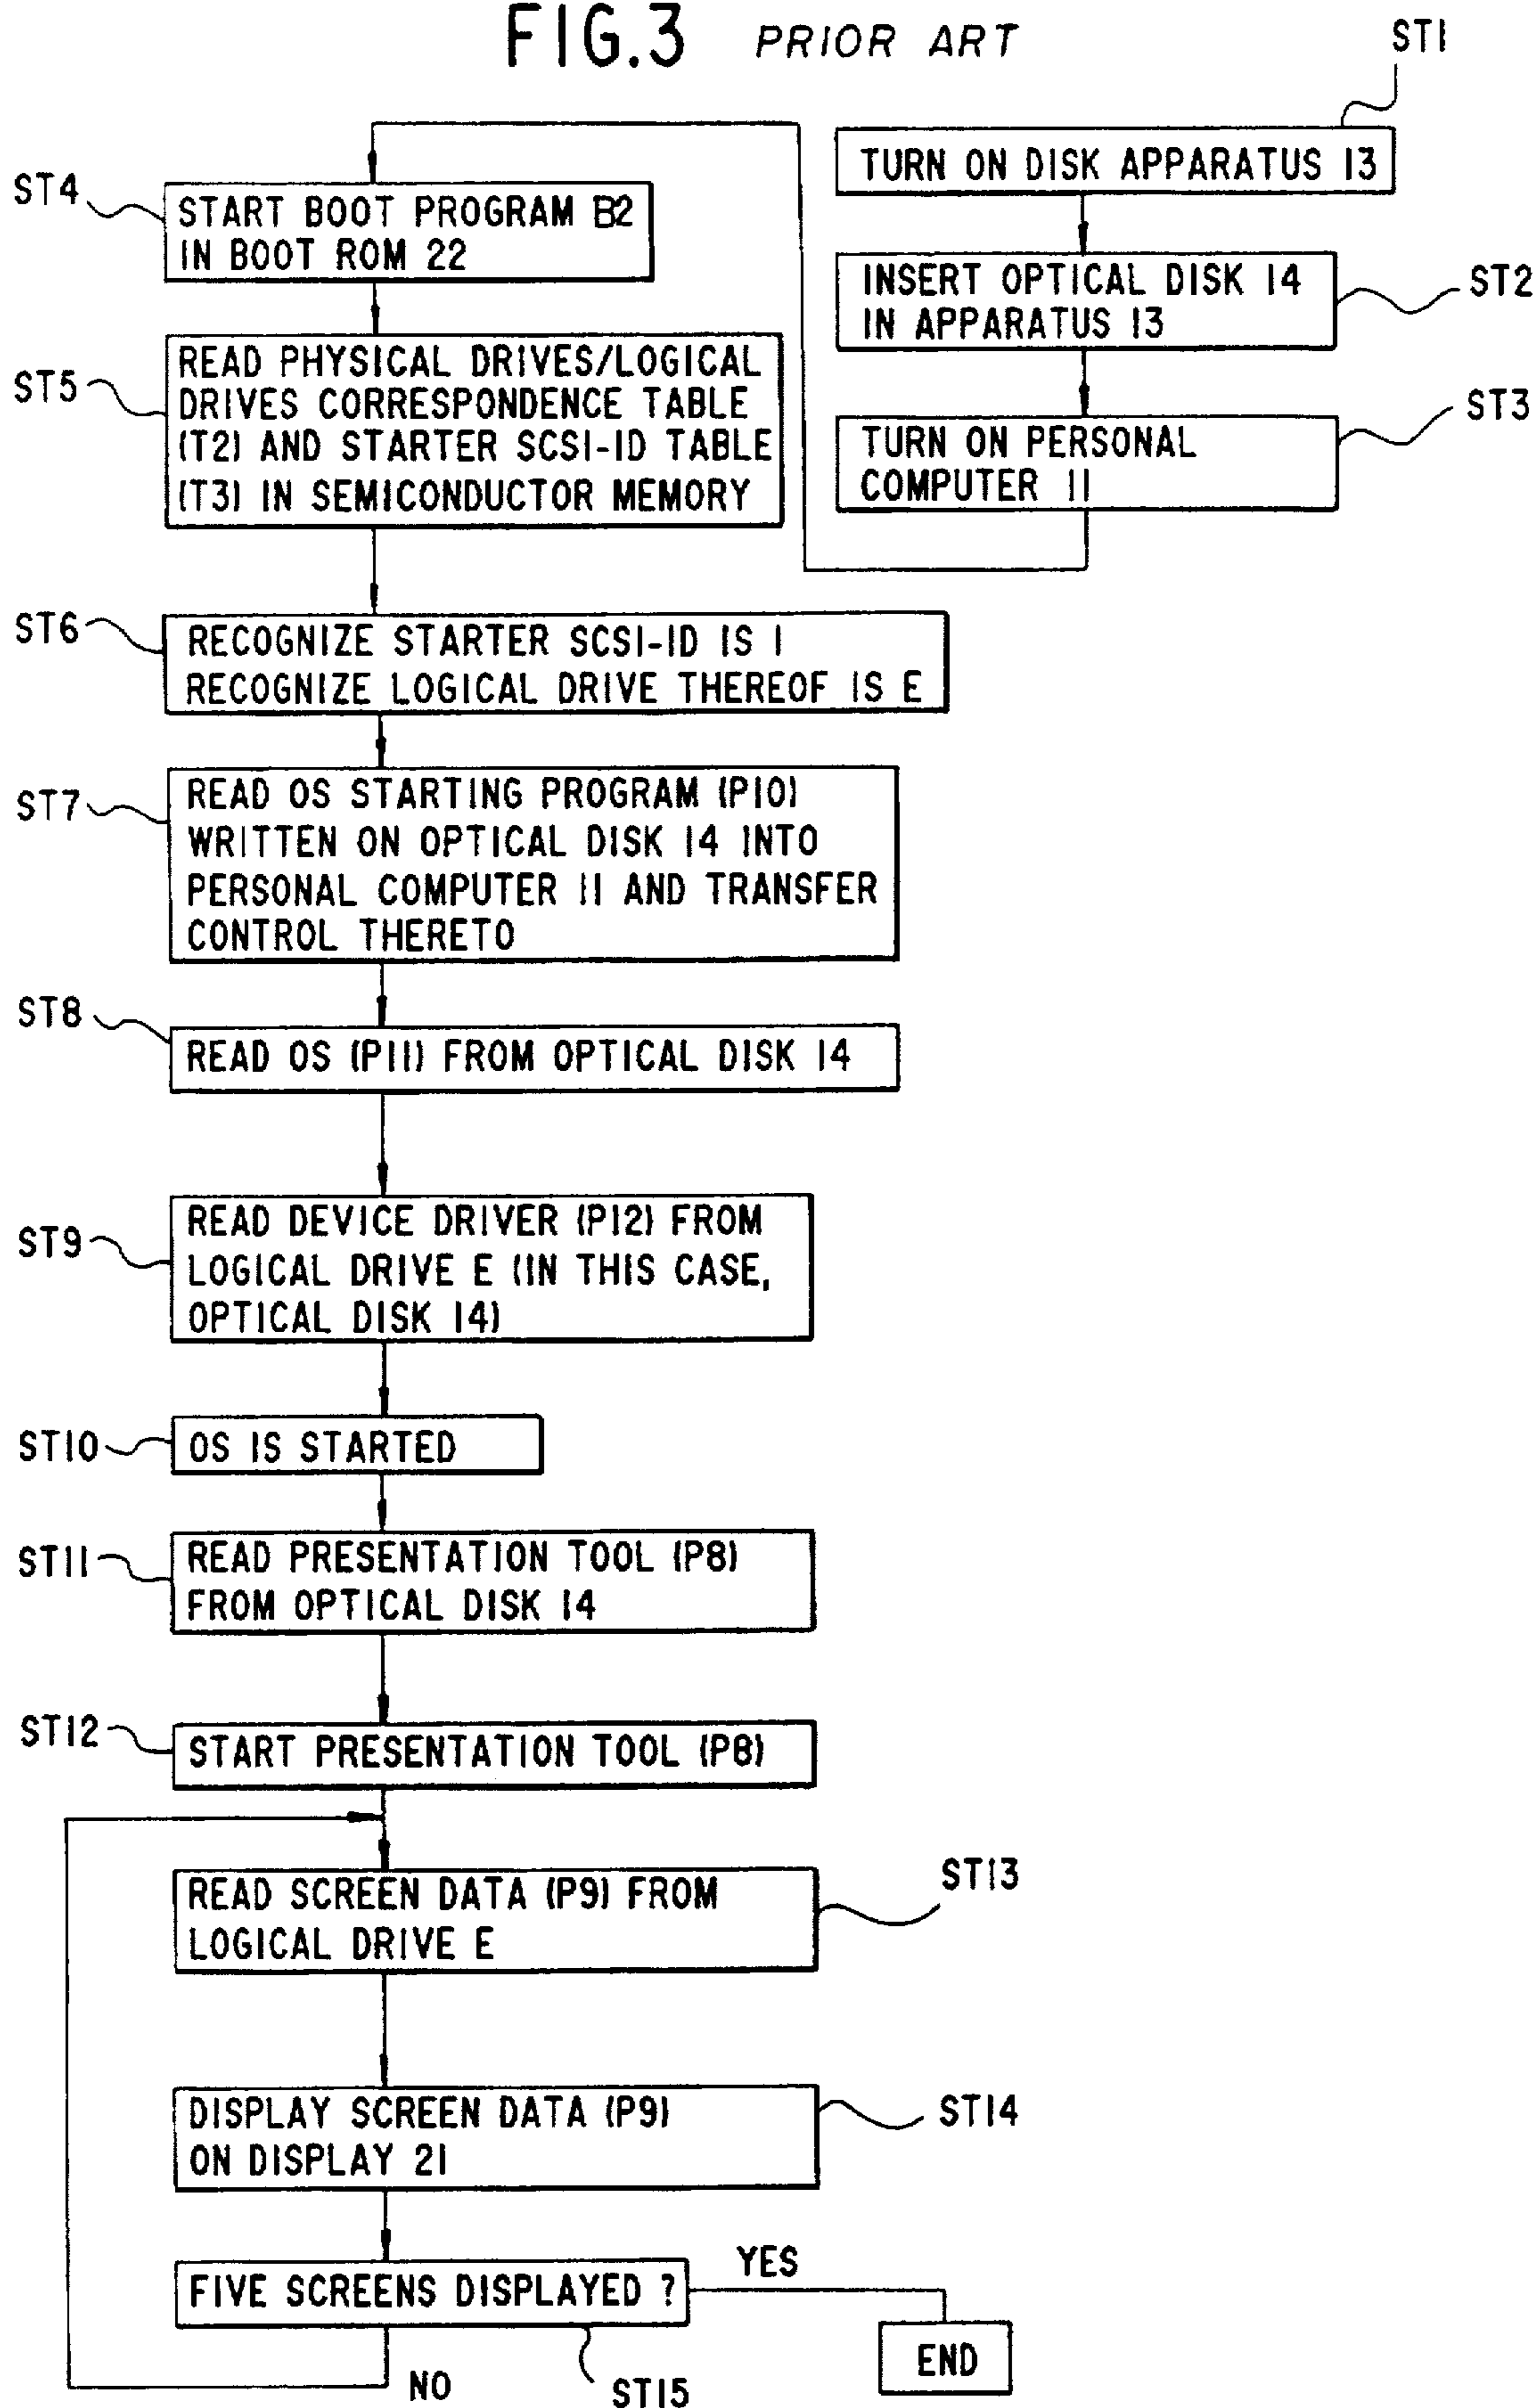 FIG.3 PRIOR ART
ST1
TURN ON DISK APPARATUS 13
ST2
INSERT OPTICAL DISK 14
IN APPARATUS 13
ST3
TURN ON PERSONAL
COMPUTER 11
ST4
START BOOT PROGRAM B2
IN BOOT ROM 22
ST5
READ PHYSICAL DRIVES/LOGICAL
DRIVES CORRESPONDENCE TABLE
(T2) AND STARTER SCSI-ID TABLE
(T3) IN SEMICONDUCTOR MEMORY
ST6
RECOGNIZE STARTER SCSI-ID IS 1
RECOGNIZE LOGICAL DRIVE THEREOF IS E
ST7
READ OS STARTING PROGRAM (P10)
WRITTEN ON OPTICAL DISK 14 INTO
PERSONAL COMPUTER 11 AND TRANSFER
CONTROL THERETO
ST8
READ OS (P11) FROM OPTICAL DISK 14
ST9
READ DEVICE DRIVER (P12) FROM
LOGICAL DRIVE E (IN THIS CASE,
OPTICAL DISK 14)
ST10
OS IS STARTED
ST11
READ PRESENTATION TOOL (P8)
FROM OPTICAL DISK 14
ST12
START PRESENTATION TOOL (P8)
ST13
READ SCREEN DATA (P9) FROM
LOGICAL DRIVE E
ST14
DISPLAY SCREEN DATA (P9)
ON DISPLAY 21
FIVE SCREENS DISPLAYED ?
YES
END
NO
ST15